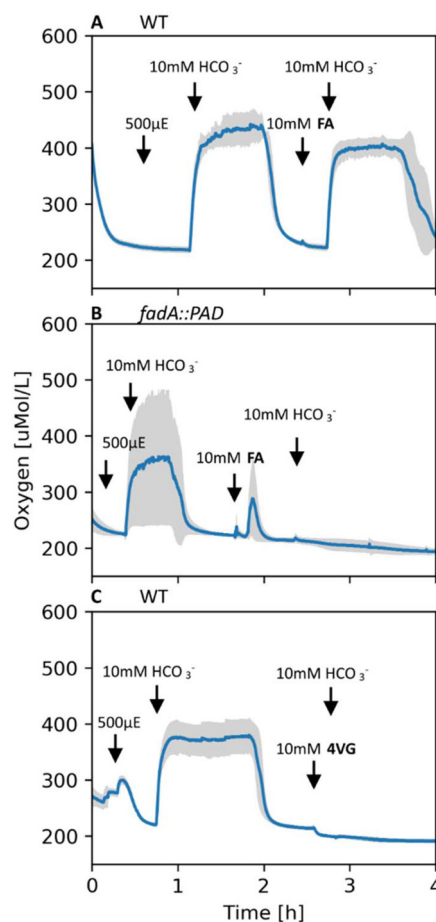 A WT
600
10mM HCO₃⁻ 10mM HCO₃⁻
500
500µE 10mM FA
400
300
200
B fadA::PAD
600
10mM HCO₃⁻
500
10mM HCO₃⁻
500µE 10mM FA
400
300
200
Oxygen [uMol/L]
C WT
600
10mM HCO₃⁻ 10mM HCO₃⁻
500
500µE 10mM 4VG
400
300
200
0 1 2 3 4
Time [h]